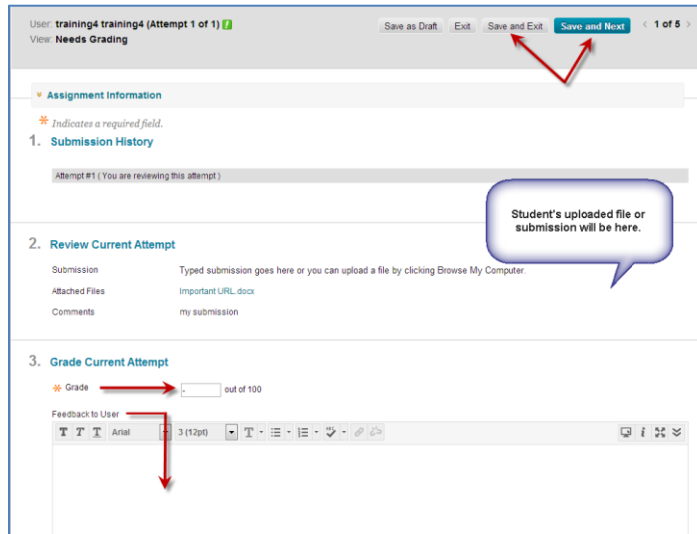 User: training4 training4 (Attempt 1 of 1)
Save as Draft Exit Save and Exit Save and Next < 1 of 5 >
View: Needs Grading
Assignment Information
Indicates a required field.
1. Submission History
Attempt #1 ( You are reviewing this attempt )
Student's uploaded file or
submission will be here.
2. Review Current Attempt
Submission Typed submission goes here or you can upload a file by clicking Browse My Computer.
Attached Files Important URL.docx
Comments my submission
3. Grade Current Attempt
Grade - out of 100
Feedback to User
T T T Arial 3 (12pt) T ABC i